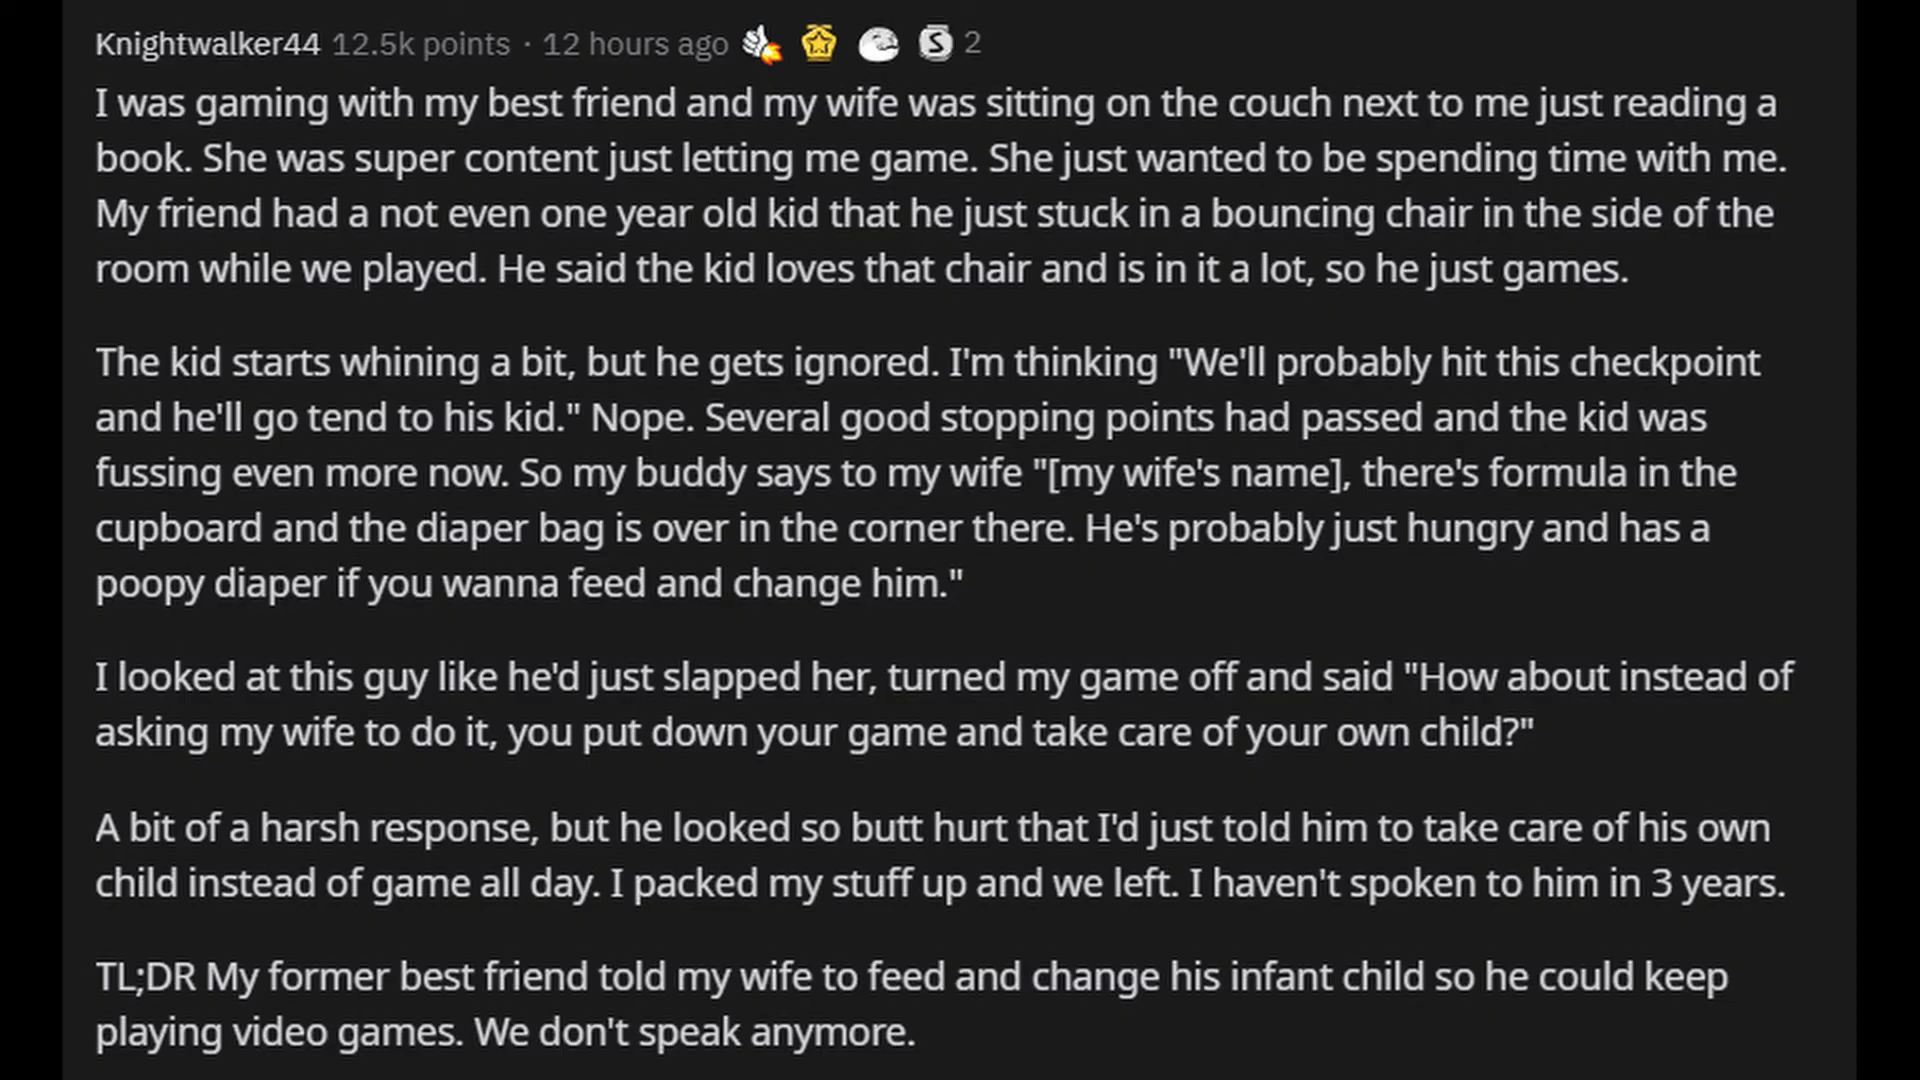 Knightwalker44 12.5k points · 12 hours ago S 2
I was gaming with my best friend and my wife was sitting on the couch next to me just reading a
book. She was super content just letting me game. She just wanted to be spending time with me.
My friend had a not even one year old kid that he just stuck in a bouncing chair in the side of the
room while we played. He said the kid loves that chair and is in it a lot, so he just games.
The kid starts whining a bit, but he gets ignored. I'm thinking "We'll probably hit this checkpoint
and he'll go tend to his kid." Nope. Several good stopping points had passed and the kid was
fussing even more now. So my buddy says to my wife "[my wife's name], there's formula in the
cupboard and the diaper bag is over in the corner there. He's probably just hungry and has a
poopy diaper if you wanna feed and change him."
I looked at this guy like he'd just slapped her, turned my game off and said "How about instead of
asking my wife to do it, you put down your game and take care of your own child?"
A bit of a harsh response, but he looked so butt hurt that I'd just told him to take care of his own
child instead of game all day. I packed my stuff up and we left. I haven't spoken to him in 3 years.
TL;DR My former best friend told my wife to feed and change his infant child so he could keep
playing video games. We don't speak anymore.